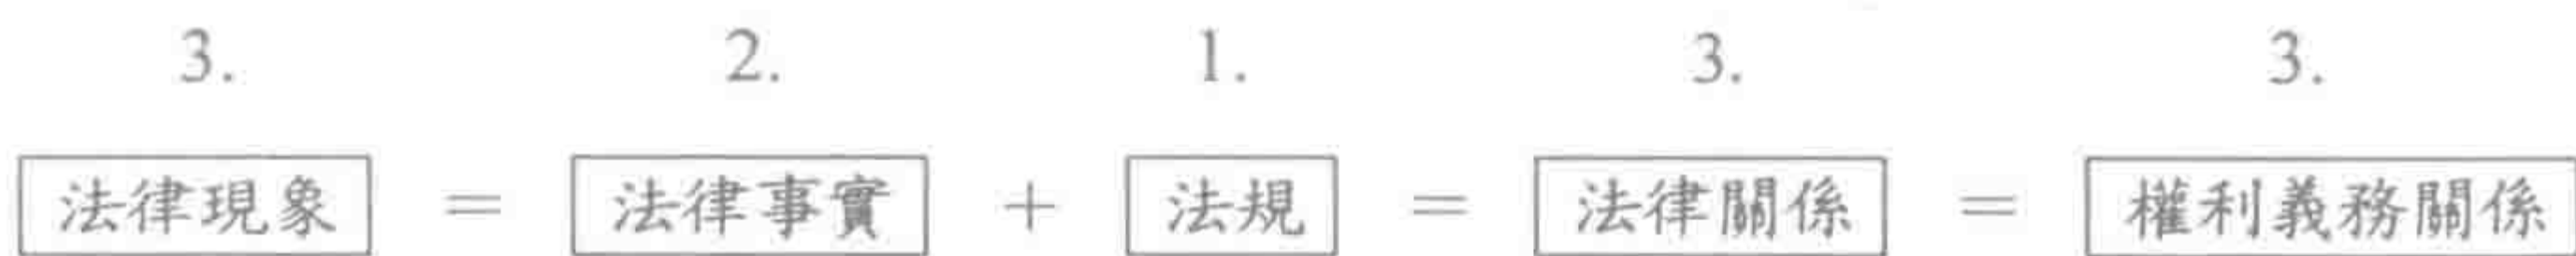 3. 2. 1. 3. 3.
法律現象 = 法律事實 + 法規 = 法律關係 = 權利義務關係